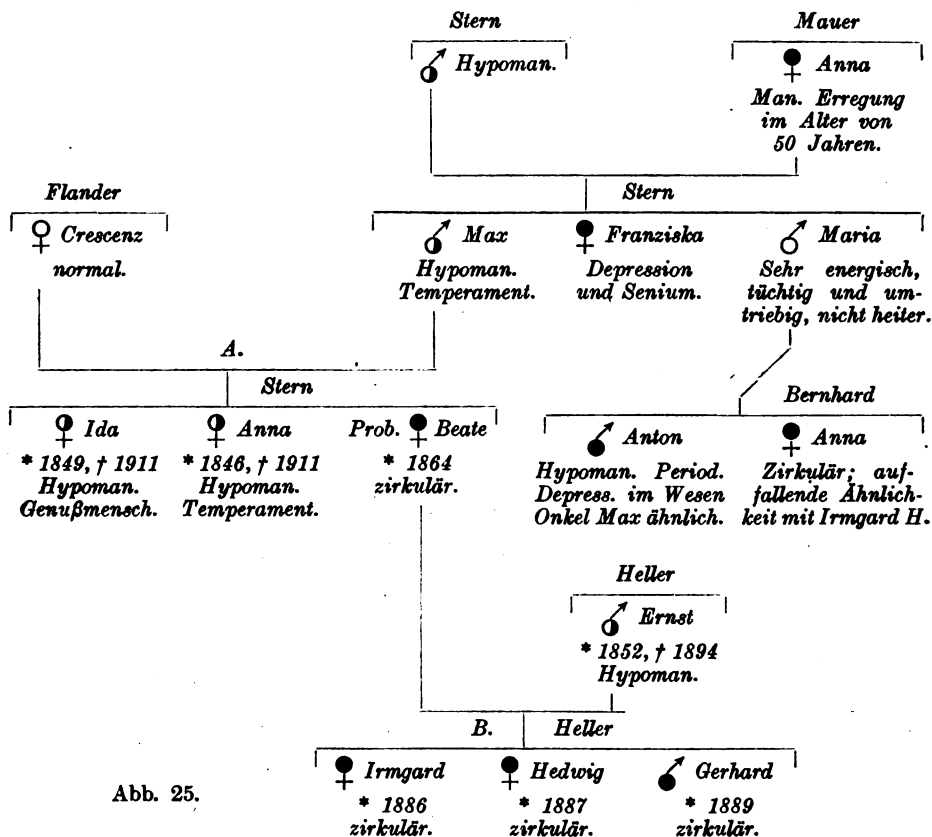 Stern
Mauer
Hypoman.
Anna
Man. Erregung
im Alter von
50 Jahren.
Flander
Stern
Crescenz
normal.
Max
Hypoman.
Temperament.
Franziska
Depression
und Senium.
Maria
Sehr energisch,
tüchtig und um-
triebig, nicht heiter.
A.
Stern
Bernhard
Ida
* 1849, † 1911
Hypoman.
Genußmensch.
Anna
* 1846, † 1911
Hypoman.
Temperament.
Prob. Beate
* 1864
zirkulär.
Anton
Hypoman. Period.
Depress. im Wesen
Onkel Max ähnlich.
Anna
Zirkulär; auf-
fallende Ähnlich-
keit mit Irmgard H.
Heller
Ernst
* 1852, † 1894
Hypoman.
B. Heller
Irmgard
* 1886
zirkulär.
Hedwig
* 1887
zirkulär.
Gerhard
* 1889
zirkulär.
Abb. 25.